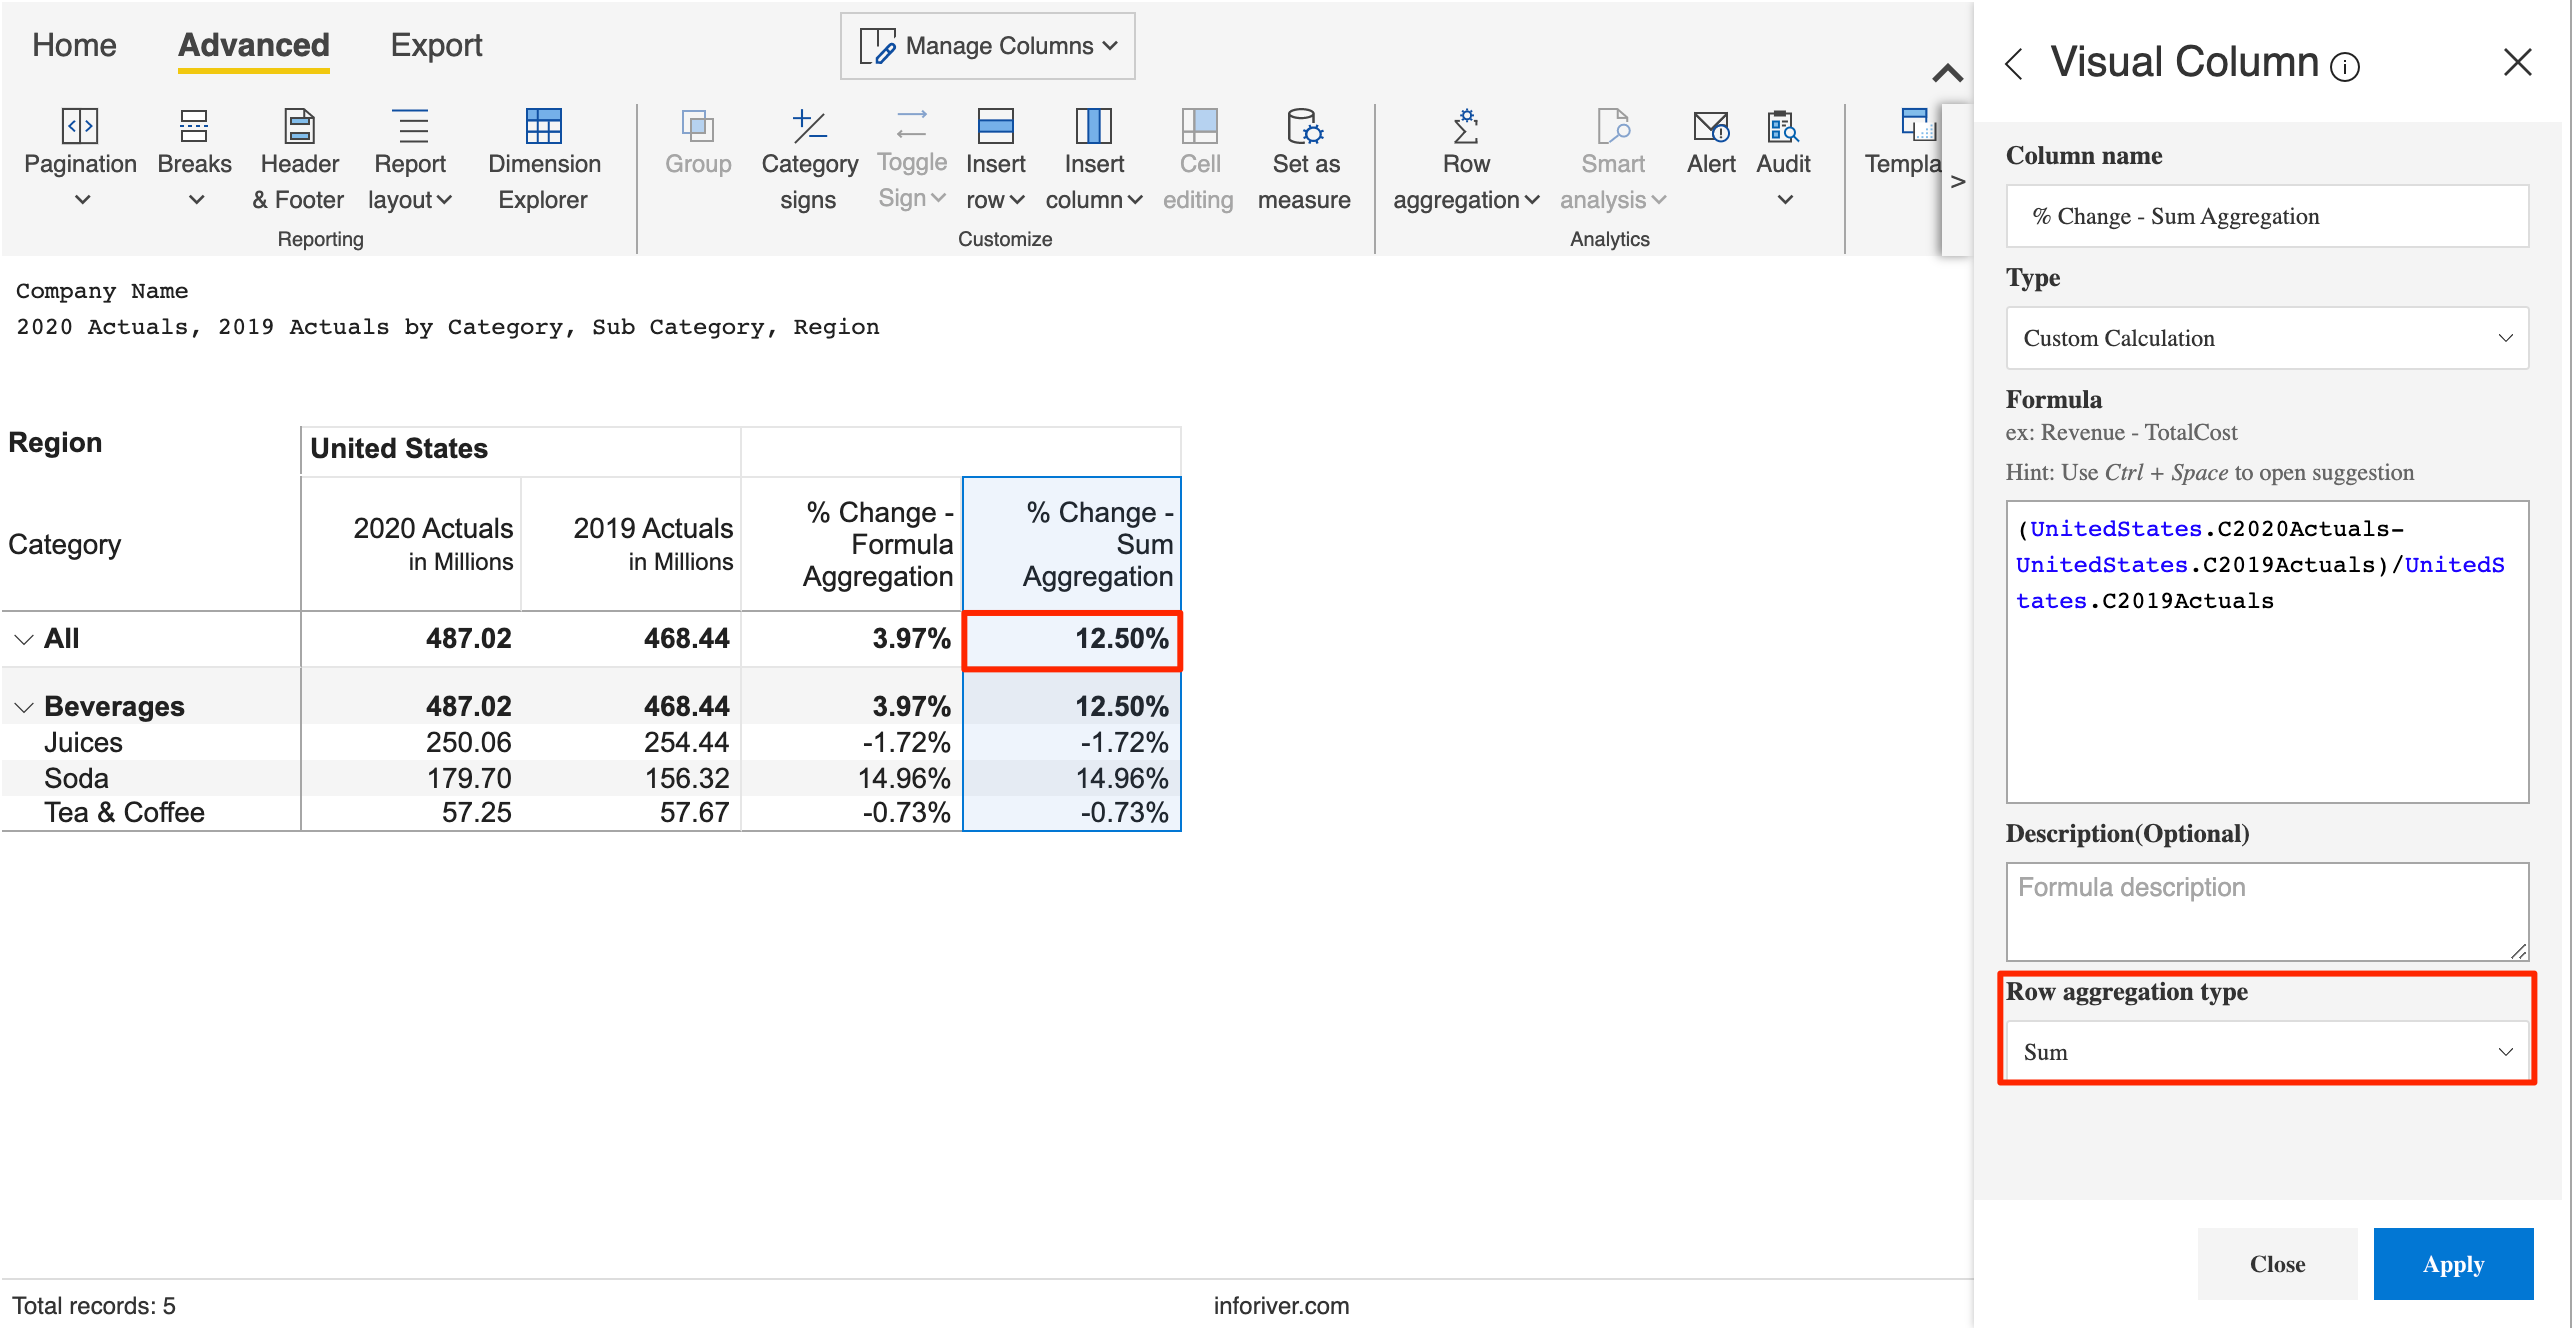 Home Advanced Export
Manage Columns
Pagination Breaks Header & Footer Report layout Dimension Explorer
Reporting
Group Category signs Toggle Sign Insert row Insert column Cell editing Set as measure
Customize
Row aggregation Smart analysis Alert Audit
Analytics
Templa
>
Company Name
2020 Actuals, 2019 Actuals by Category, Sub Category, Region
Region United States
Category 2020 Actuals in Millions 2019 Actuals in Millions % Change - Formula Aggregation % Change - Sum Aggregation
All 487.02 468.44 3.97% 12.50%
Beverages 487.02 468.44 3.97% 12.50%
Juices 250.06 254.44 -1.72% -1.72%
Soda 179.70 156.32 14.96% 14.96%
Tea & Coffee 57.25 57.67 -0.73% -0.73%
Total records: 5
inforiver.com
Visual Column
Column name
% Change - Sum Aggregation
Type
Custom Calculation
Formula
ex: Revenue - TotalCost
Hint: Use Ctrl + Space to open suggestion
(UnitedStates.C2020Actuals-
UnitedStates.C2019Actuals)/UnitedS
tates.C2019Actuals
Description(Optional)
Formula description
Row aggregation type
Sum
Close Apply